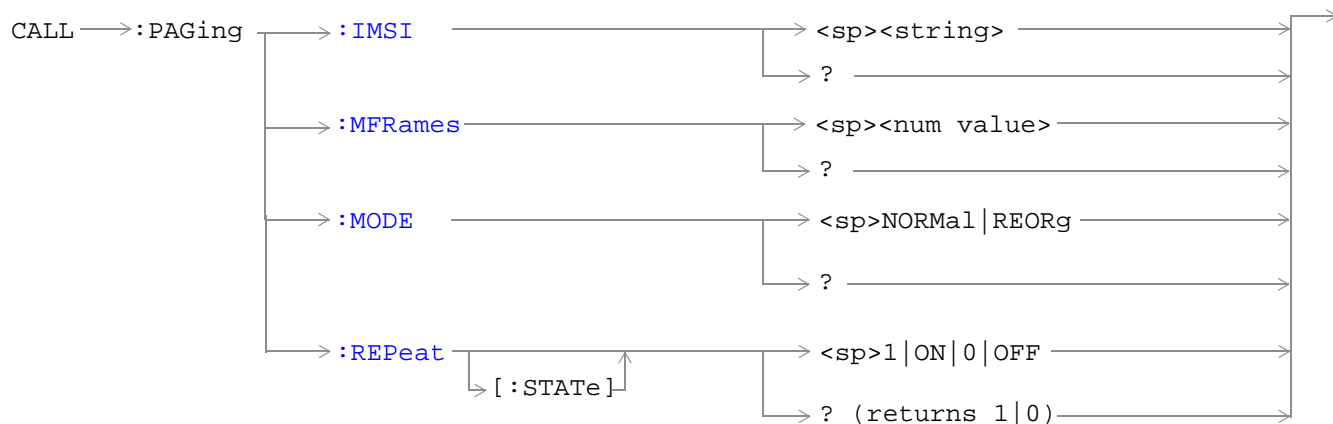 CALL :PAGing :IMSI <sp><string>
?
:MFRames <sp><num value>
?
:MODE <sp>NORMal|REORg
?
:REPeat <sp>1|ON|0|OFF
[:STATe]
? (returns 1|0)